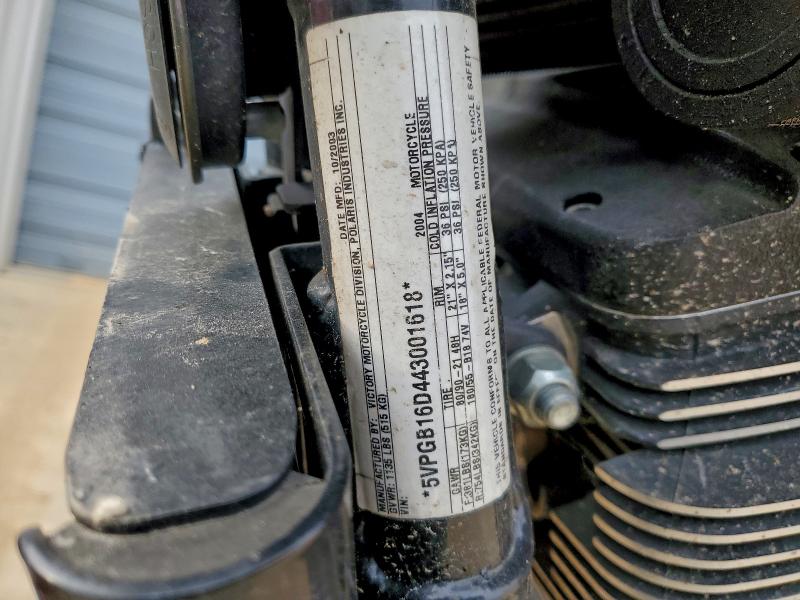 MANUFACTURED BY: VICTORY MOTORCYCLE DIVISION, POLARIS INDUSTRIES INC.
DATE MFD: 10/2003
GVWR: 1135 LBS (515 KG)
VIN:
2004 MOTORCYCLE
*5VPGB16D443001618*
GAWR TIRE RIM COLD INFLATION PRESSURE
F:381LBS(173KG) 80/90-21 48H 21" X 2.15" 36 PSI (250 KPA)
R:754LBS(342KG) 180/55-B18 74V 18" X 5.0" 36 PSI (250 KPA)
THIS VEHICLE CONFORMS TO ALL APPLICABLE FEDERAL MOTOR VEHICLE SAFETY
STANDARDS IN EFFECT ON THE DATE OF MANUFACTURE SHOWN ABOVE.